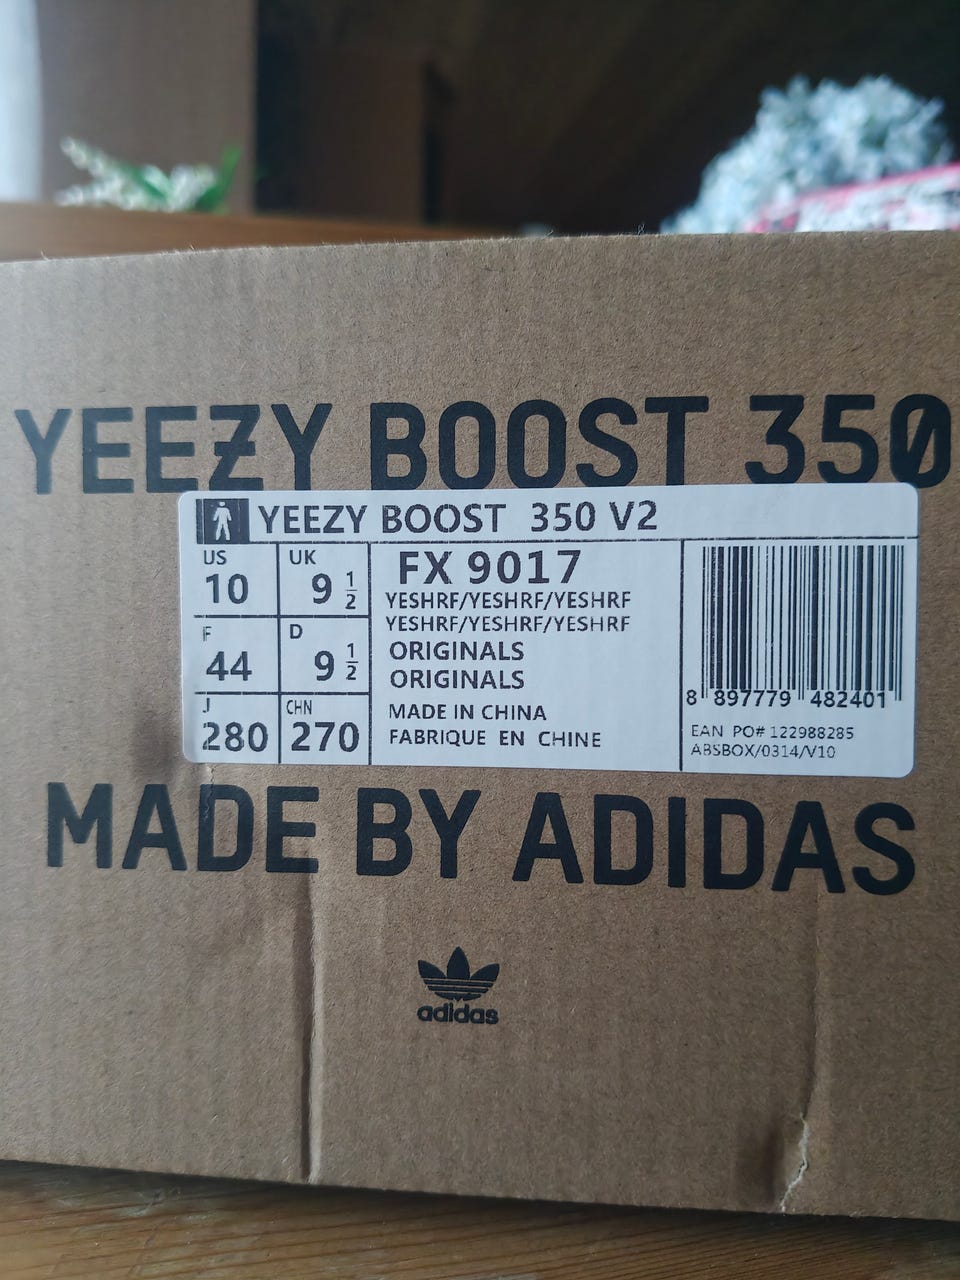 YEEZY BOOST 350
YEEZY BOOST 350 V2
US
10
UK
9 1/2
F
44
D
9 1/2
J
280
CHN
270
FX 9017
YESHRF/YESHRF/YESHRF
YESHRF/YESHRF/YESHRF
ORIGINALS
ORIGINALS
MADE IN CHINA
FABRIQUE EN CHINE
8 897779 482401
EAN PO# 122988285
ABSBOX/0314/V10
MADE BY ADIDAS
adidas